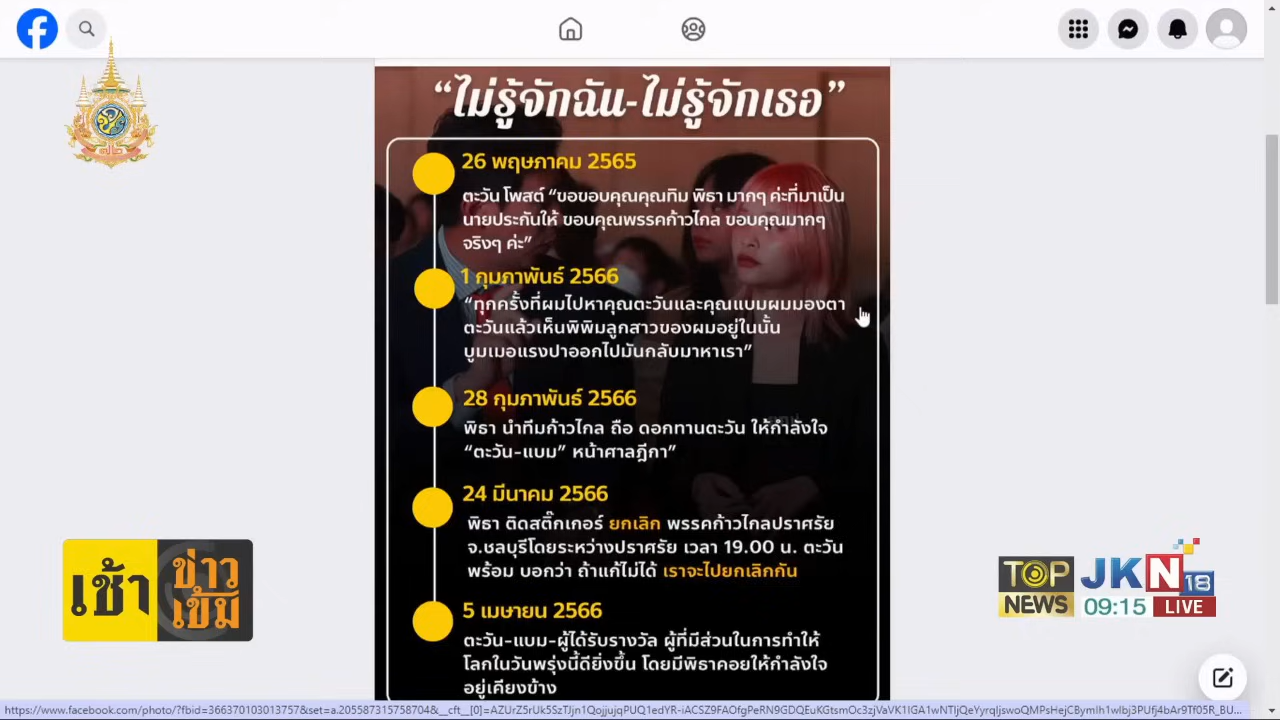 “ไม่รู้จักฉัน-ไม่รู้จักเธอ”
26 พฤษภาคม 2565
ตะวัน โพสต์ “ขอขอบคุณคุณทิม พิธา มากๆ ค่ะที่มาเป็น
นายประกันให้ ขอบคุณพรรคก้าวไกล ขอบคุณมากๆ
จริงๆ ค่ะ”
1 กุมภาพันธ์ 2566
“ทุกครั้งที่ผมไปหาคุณตะวันและคุณแบมผมมองตา
ตะวันแล้วเห็นพิพิมลูกสาวของผมอยู่ในนั้น
บูมเมอแรงปาออกไปมันกลับมาหาเรา”
28 กุมภาพันธ์ 2566
พิธา นำทีมก้าวไกล ถือ ดอกทานตะวัน ให้กำลังใจ
“ตะวัน-แบม” หน้าศาลฎีกา”
24 มีนาคม 2566
พิธา ติดสติ๊กเกอร์ ยกเลิก พรรคก้าวไกลปราศรัย
จ.ชลบุรีโดยระหว่างปราศรัย เวลา 19.00 น. ตะวัน
พร้อม บอกว่า ถ้าแก้ไม่ได้ เราจะไปยกเลิกกัน
5 เมษายน 2566
ตะวัน-แบม-ผู้ได้รับรางวัล ผู้ที่มีส่วนในการทำให้
โลกในวันพรุ่งนี้ดียิ่งขึ้น โดยมีพิธาคอยให้กำลังใจ
อยู่เคียงข้าง
เช้า
ข่าว
เข้ม
TOP
NEWS
JKN18
09:15 LIVE